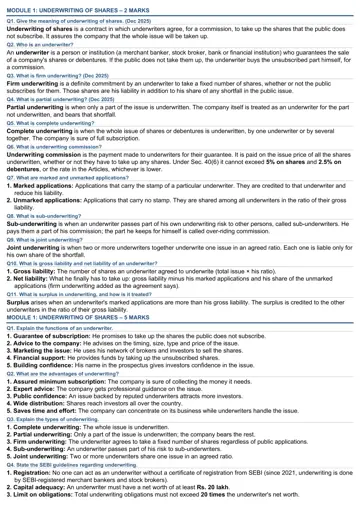 MODULE 1: UNDERWRITING OF SHARES – 2 MARKS
Q1. Give the meaning of underwriting of shares. (Dec 2025)
Underwriting of shares is a contract in which underwriters agree, for a commission, to take up the shares that the public does
not subscribe. It assures the company that the whole issue will be taken up.
Q2. Who is an underwriter?
An underwriter is a person or institution (a merchant banker, stock broker, bank or financial institution) who guarantees the sale
of a company's shares or debentures. If the public does not take them up, the underwriter buys the unsubscribed part himself, for
a commission.
Q3. What is firm underwriting? (Dec 2025)
Firm underwriting is a definite commitment by an underwriter to take a fixed number of shares, whether or not the public
subscribes for them. Those shares are his liability in addition to his share of any shortfall in the public issue.
Q4. What is partial underwriting? (Dec 2025)
Partial underwriting is when only a part of the issue is underwritten. The company itself is treated as an underwriter for the part
not underwritten, and bears that shortfall.
Q5. What is complete underwriting?
Complete underwriting is when the whole issue of shares or debentures is underwritten, by one underwriter or by several
together. The company is sure of full subscription.
Q6. What is underwriting commission?
Underwriting commission is the payment made to underwriters for their guarantee. It is paid on the issue price of all the shares
underwritten, whether or not they have to take up any shares. Under Sec. 40(6) it cannot exceed 5% on shares and 2.5% on
debentures, or the rate in the Articles, whichever is lower.
Q7. What are marked and unmarked applications?
1. Marked applications: Applications that carry the stamp of a particular underwriter. They are credited to that underwriter and
reduce his liability.
2. Unmarked applications: Applications that carry no stamp. They are shared among all underwriters in the ratio of their gross
liability.
Q8. What is sub-underwriting?
Sub-underwriting is when an underwriter passes part of his own underwriting risk to other persons, called sub-underwriters. He
pays them a part of his commission; the part he keeps for himself is called over-riding commission.
Q9. What is joint underwriting?
Joint underwriting is when two or more underwriters together underwrite one issue in an agreed ratio. Each one is liable only for
his own share of the shortfall.
Q10. What is gross liability and net liability of an underwriter?
1. Gross liability: The number of shares an underwriter agreed to underwrite (total issue × his ratio).
2. Net liability: What he finally has to take up: gross liability minus his marked applications and his share of the unmarked
applications (firm underwriting added as the agreement says).
Q11. What is surplus in underwriting, and how is it treated?
Surplus arises when an underwriter's marked applications are more than his gross liability. The surplus is credited to the other
underwriters in the ratio of their gross liability.
MODULE 1: UNDERWRITING OF SHARES – 5 MARKS
Q1. Explain the functions of an underwriter.
1. Guarantee of subscription: He promises to take up the shares the public does not subscribe.
2. Advice to the company: He advises on the timing, size, type and price of the issue.
3. Marketing the issue: He uses his network of brokers and investors to sell the shares.
4. Financial support: He provides funds by taking up the unsubscribed shares.
5. Building confidence: His name in the prospectus gives investors confidence in the issue.
Q2. What are the advantages of underwriting?
1. Assured minimum subscription: The company is sure of collecting the money it needs.
2. Expert advice: The company gets professional guidance on the issue.
3. Public confidence: An issue backed by reputed underwriters attracts more investors.
4. Wide distribution: Shares reach investors all over the country.
5. Saves time and effort: The company can concentrate on its business while underwriters handle the issue.
Q3. Explain the types of underwriting.
1. Complete underwriting: The whole issue is underwritten.
2. Partial underwriting: Only a part of the issue is underwritten; the company bears the rest.
3. Firm underwriting: The underwriter agrees to take a fixed number of shares regardless of public applications.
4. Sub-underwriting: An underwriter passes part of his risk to sub-underwriters.
5. Joint underwriting: Two or more underwriters share one issue in an agreed ratio.
Q4. State the SEBI guidelines regarding underwriting.
1. Registration: No one can act as an underwriter without a certificate of registration from SEBI (since 2021, underwriting is done
by SEBI-registered merchant bankers and stock brokers).
2. Capital adequacy: An underwriter must have a net worth of at least Rs. 20 lakh.
3. Limit on obligations: Total underwriting obligations must not exceed 20 times the underwriter's net worth.